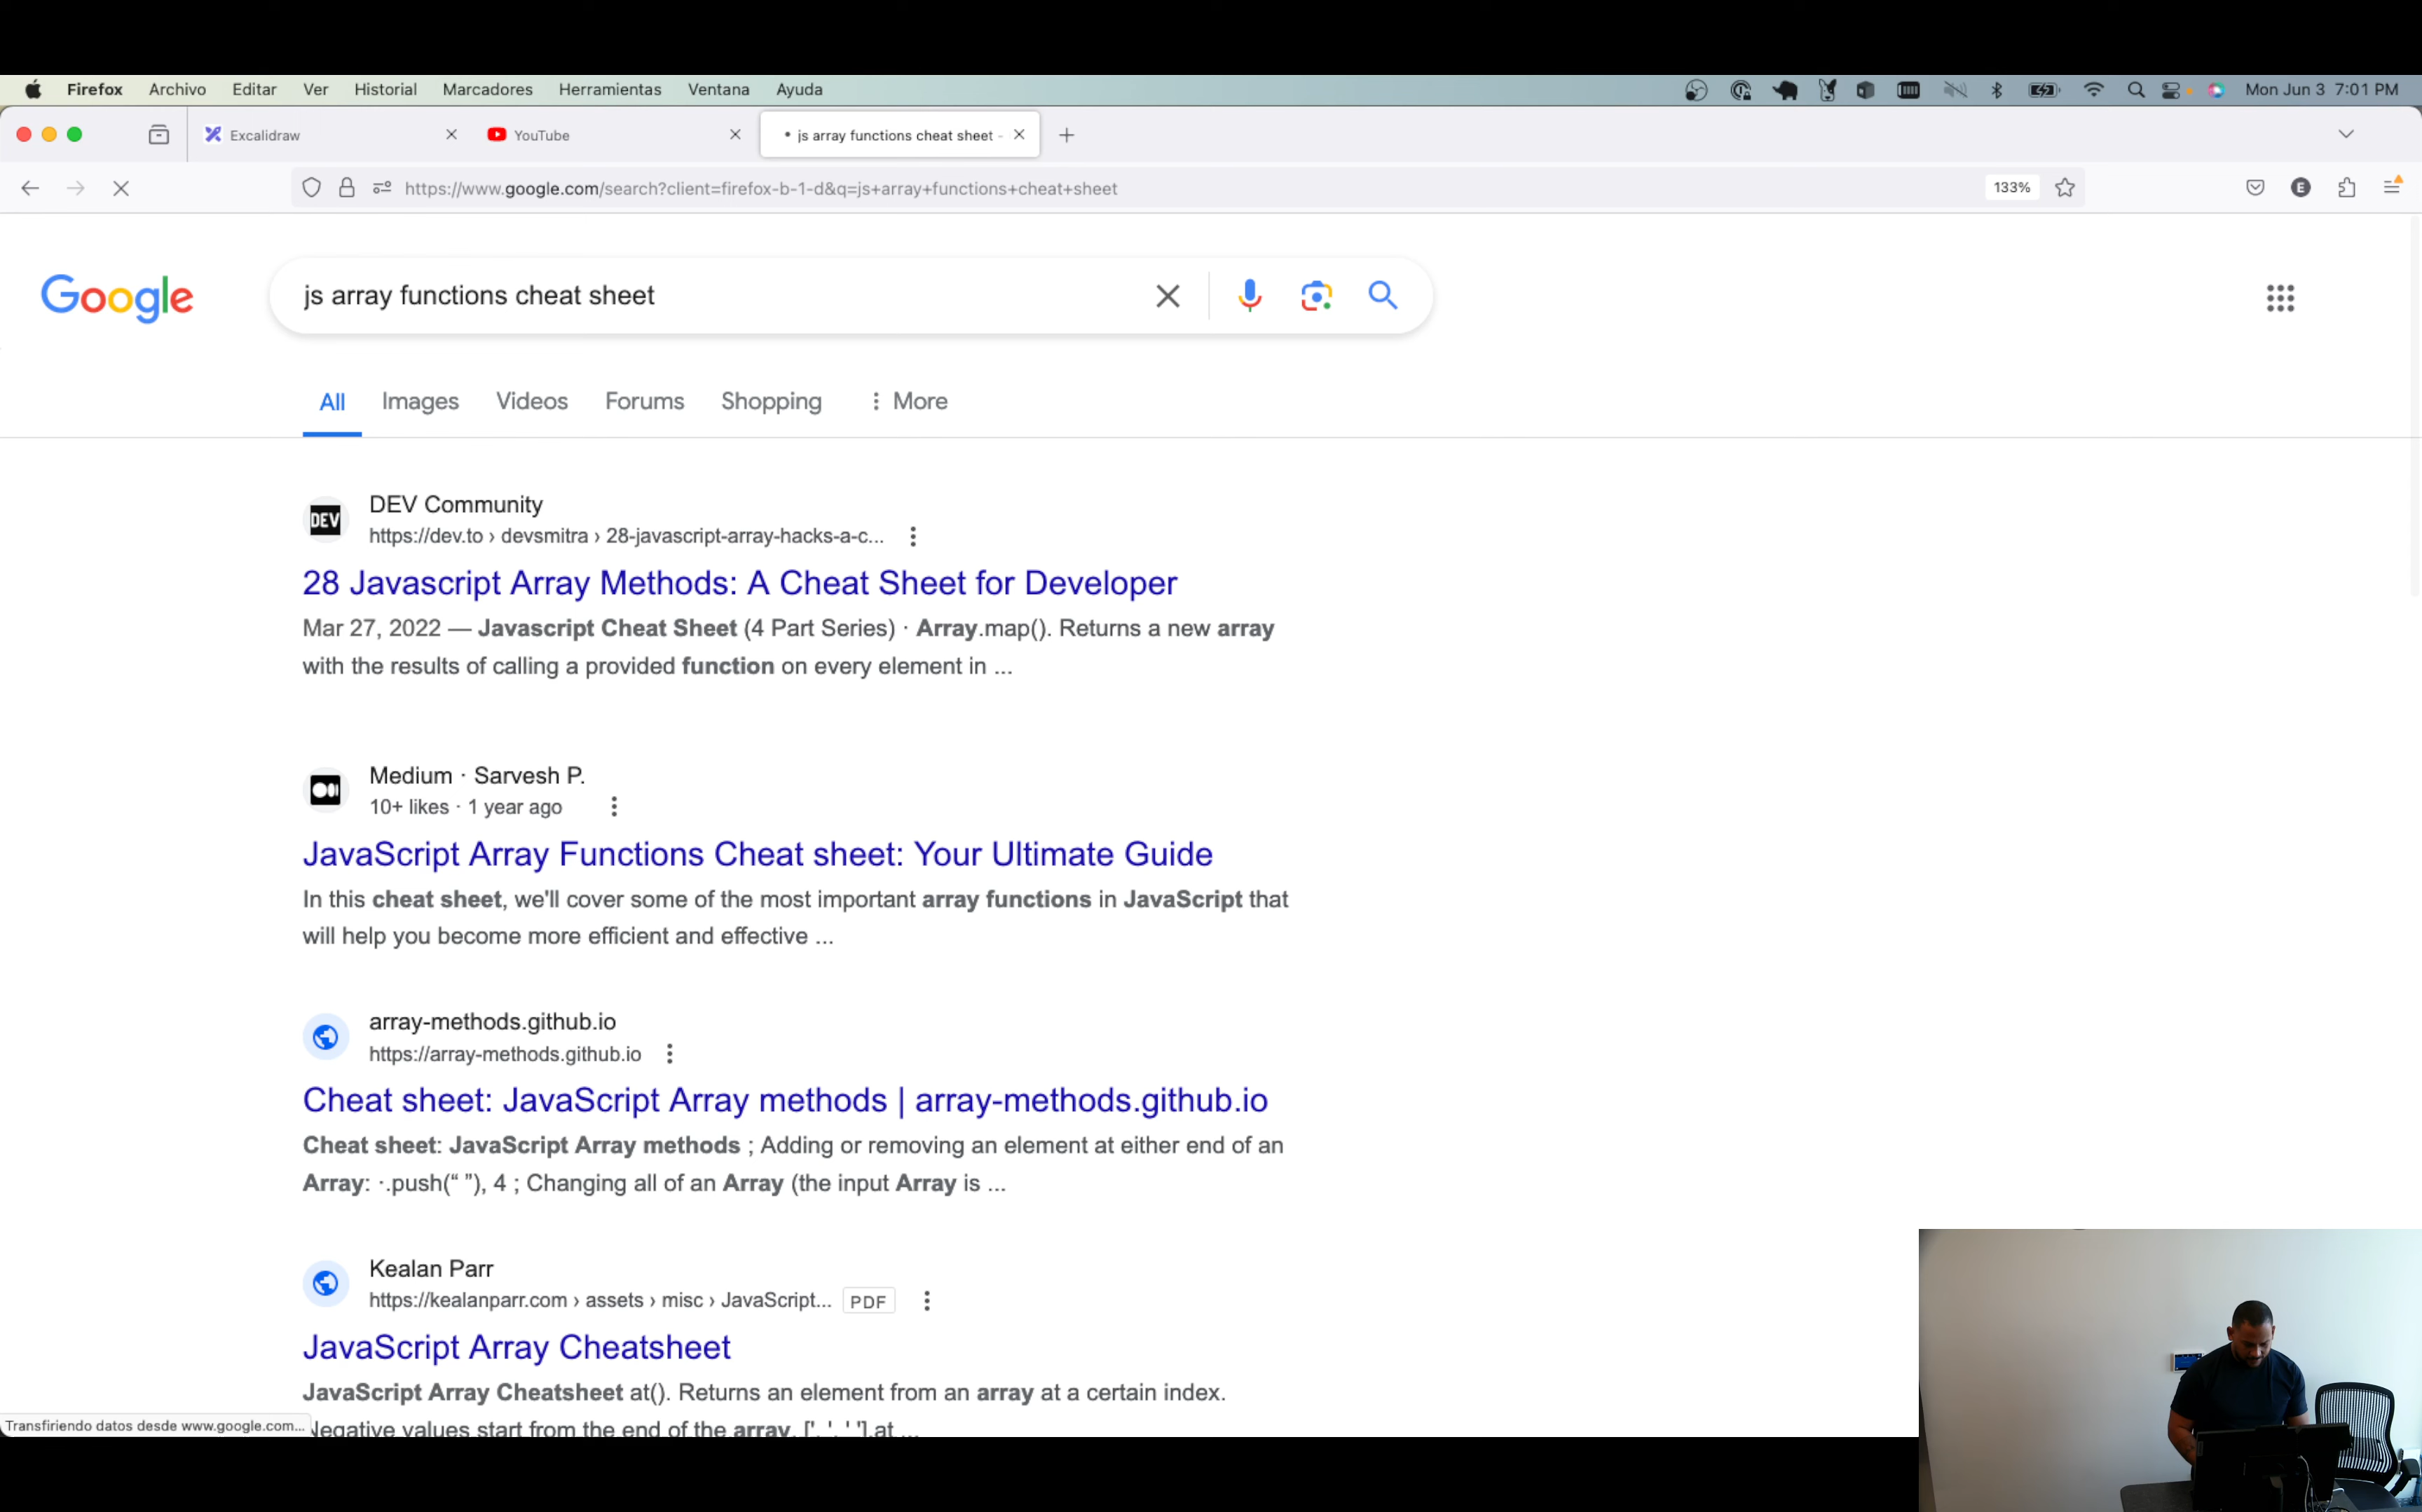 Firefox Archivo Editar Ver Historial Marcadores Herramientas Ventana Ayuda Mon Jun 3 7:01 PM
Excalidraw YouTube js array functions cheat sheet -
https://www.google.com/search?client=firefox-b-1-d&q=js+array+functions+cheat+sheet 133% E
Google js array functions cheat sheet
All Images Videos Forums Shopping More
DEV DEV Community
https://dev.to › devsmitra › 28-javascript-array-hacks-a-c...
28 Javascript Array Methods: A Cheat Sheet for Developer
Mar 27, 2022 — Javascript Cheat Sheet (4 Part Series) · Array.map(). Returns a new array
with the results of calling a provided function on every element in ...
Medium · Sarvesh P.
10+ likes · 1 year ago
JavaScript Array Functions Cheat sheet: Your Ultimate Guide
In this cheat sheet, we'll cover some of the most important array functions in JavaScript that
will help you become more efficient and effective ...
array-methods.github.io
https://array-methods.github.io
Cheat sheet: JavaScript Array methods | array-methods.github.io
Cheat sheet: JavaScript Array methods ; Adding or removing an element at either end of an
Array: ·.push(“ ”), 4 ; Changing all of an Array (the input Array is ...
Kealan Parr
https://kealanparr.com › assets › misc › JavaScript... PDF
JavaScript Array Cheatsheet
JavaScript Array Cheatsheet at(). Returns an element from an array at a certain index.
Negative values start from the end of the array. ['  ' '  '].at ...
Transfiriendo datos desde www.google.com...